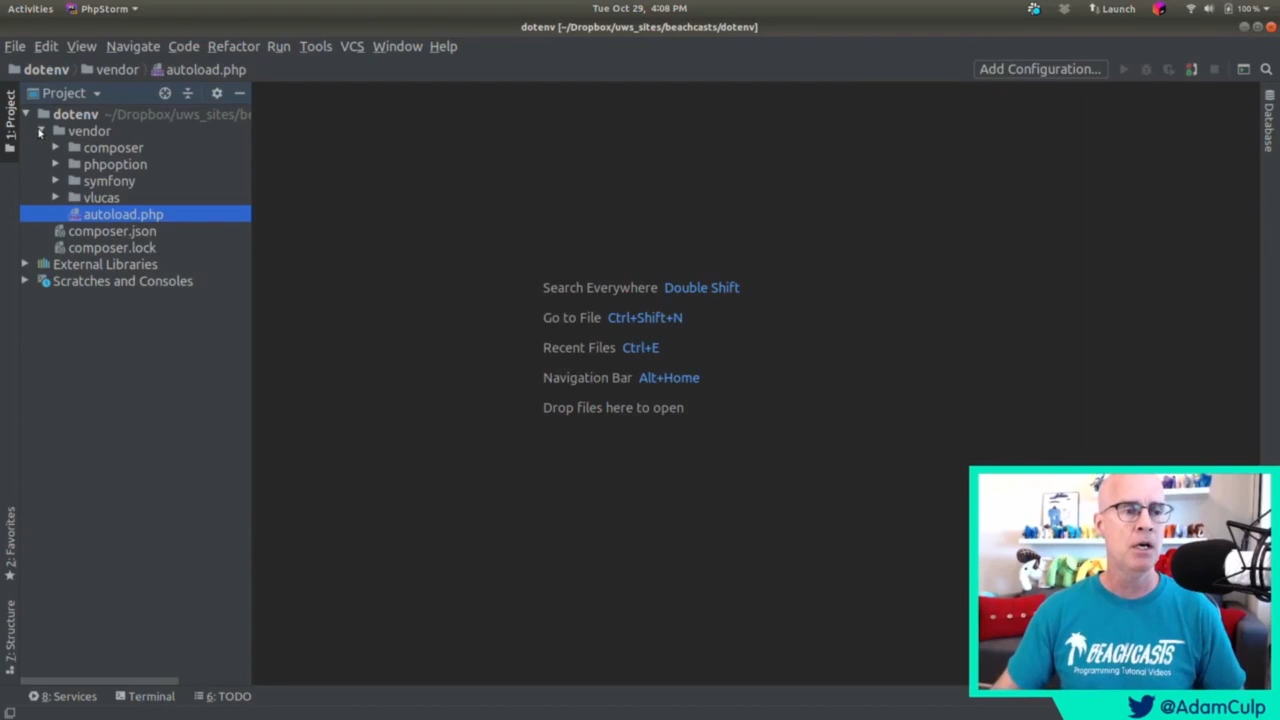 Activities PhpStorm Tue Oct 29, 4:08 PM Launch 100 %
dotenv [~/Dropbox/uws_sites/beachcasts/dotenv]
File Edit View Navigate Code Refactor Run Tools VCS Window Help
dotenv vendor autoload.php Add Configuration...
1: Project
Project
dotenv ~/Dropbox/uws_sites/be
vendor
composer
phpoption
symfony
vlucas
autoload.php
composer.json
composer.lock
External Libraries
Scratches and Consoles
Search Everywhere Double Shift
Go to File Ctrl+Shift+N
Recent Files Ctrl+E
Navigation Bar Alt+Home
Drop files here to open
Database
2: Favorites
7: Structure
BEACHCASTS
Programming Tutorial Videos
8: Services Terminal 6: TODO
@AdamCulp